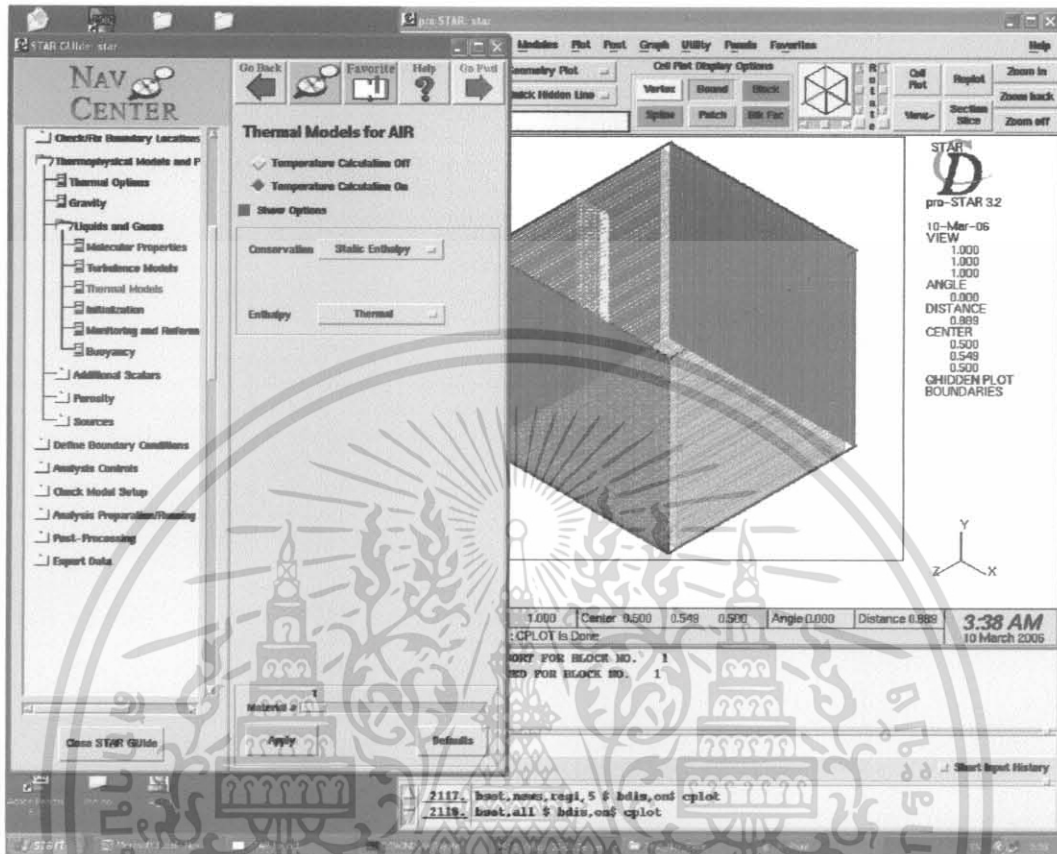 pro-STAR: star
STAR GUIde: star
Modules Plot Post Graph Utility Panels Favorites Help
NAV CENTER
Go Back Favorite Help Go Fwd
Geometry Plot
Quick Hidden Line
Cell Plot Display Options
Vertex Bound Block
Spline Patch Blk Fac
Rotate
Cell Plot
Replot
Zoom in
Zoom back
View
Section Slice
Zoom off
Check/Fix Boundary Locations
Thermophysical Models and P
Thermal Options
Gravity
Liquids and Gases
Molecular Properties
Turbulence Models
Thermal Models
Initialization
Monitoring and Referen
Buoyancy
Additional Scalars
Porosity
Sources
Define Boundary Conditions
Analysis Controls
Check Model Setup
Analysis Preparation/Running
Post-Processing
Export Data
Close STAR GUIde
Thermal Models for AIR
Temperature Calculation Off
Temperature Calculation On
Show Options
Conservation Static Enthalpy
Enthalpy Thermal
1
Material #
Apply Defaults
STAR
CD
pro-STAR 3.2
10-Mar-06
VIEW
1.000
1.000
1.000
ANGLE
0.000
DISTANCE
0.889
CENTER
0.500
0.549
0.500
GHIDDEN PLOT
BOUNDARIES
Y
Z X
1.000 Center 0.500 0.549 0.500 Angle 0.000 Distance 0.889
: CPLOT Is Done
3:38 AM
10 March 2006
FOR BLOCK NO. 1
FOR BLOCK NO. 1
Short Input History
2117. bset,news,regi,5 $ bdis,on$ cplot
2118. bset,all $ bdis,on$ cplot
start